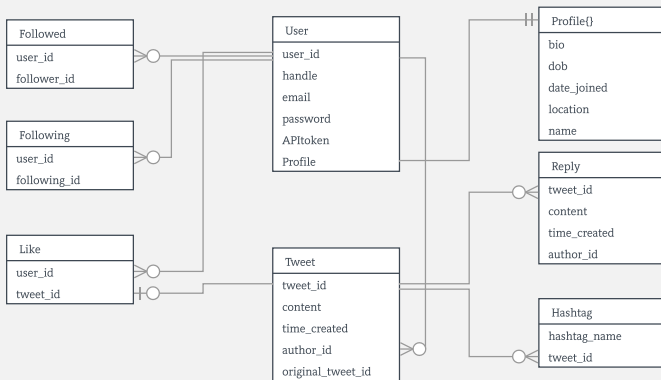 Followed
user_id
follower_id
Following
user_id
following_id
Like
user_id
tweet_id
User
user_id
handle
email
password
APItoken
Profile
Tweet
tweet_id
content
time_created
author_id
original_tweet_id
Profile{}
bio
dob
date_joined
location
name
Reply
tweet_id
content
time_created
author_id
Hashtag
hashtag_name
tweet_id